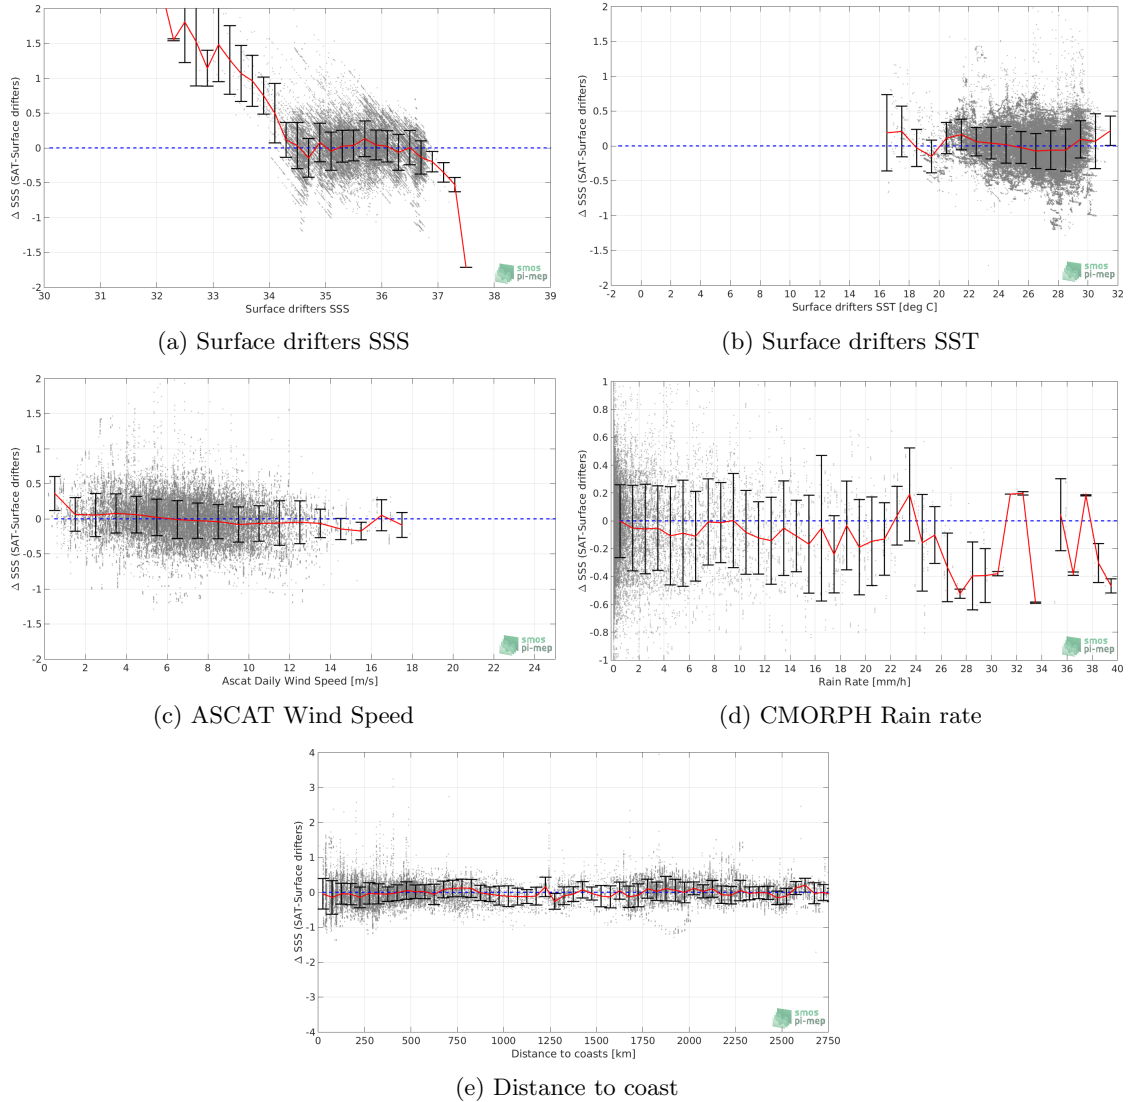 2
1.5
1
0.5
0
-0.5
-1
-1.5
-2
Δ SSS (SAT-Surface drifters)
30 31 32 33 34 35 36 37 38 39
Surface drifters SSS
smos
pi-mep
(a) Surface drifters SSS
2
1.5
1
0.5
0
-0.5
-1
-1.5
-2
Δ SSS (SAT-Surface drifters)
-2 0 2 4 6 8 10 12 14 16 18 20 22 24 26 28 30 32
Surface drifters SST [deg C]
smos
pi-mep
(b) Surface drifters SST
2
1.5
1
0.5
0
-0.5
-1
-1.5
-2
Δ SSS (SAT-Surface drifters)
0 2 4 6 8 10 12 14 16 18 20 22 24
Ascat Daily Wind Speed [m/s]
smos
pi-mep
(c) ASCAT Wind Speed
1
0.8
0.6
0.4
0.2
0
-0.2
-0.4
-0.6
-0.8
-1
Δ SSS (SAT-Surface drifters)
0 2 4 6 8 10 12 14 16 18 20 22 24 26 28 30 32 34 36 38 40
Rain Rate [mm/h]
smos
pi-mep
(d) CMORPH Rain rate
4
3
2
1
0
-1
-2
-3
-4
Δ SSS (SAT-Surface drifters)
0 250 500 750 1000 1250 1500 1750 2000 2250 2500 2750
Distance to coasts [km]
smos
pi-mep
(e) Distance to coast